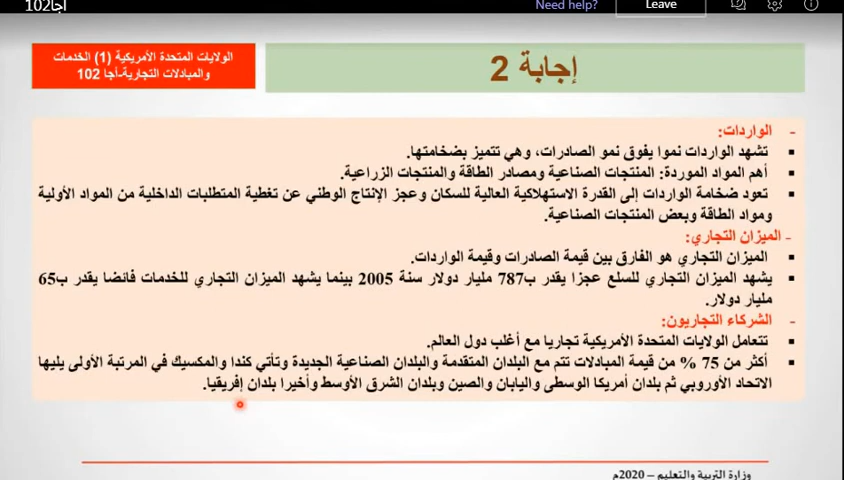 اجا102
Need help?
Leave
الولايات المتحدة الأمريكية (1) الخدمات
والمبادلات التجارية-أجا 102
إجابة 2
- الواردات:
▪ تشهد الواردات نموا يفوق نمو الصادرات، وهي تتميز بضخامتها.
▪ أهم المواد الموردة: المنتجات الصناعية ومصادر الطاقة والمنتجات الزراعية.
▪ تعود ضخامة الواردات إلى القدرة الاستهلاكية العالية للسكان وعجز الإنتاج الوطني عن تغطية المتطلبات الداخلية من المواد الأولية
ومواد الطاقة وبعض المنتجات الصناعية.
- الميزان التجاري:
▪ الميزان التجاري هو الفارق بين قيمة الصادرات وقيمة الواردات.
▪ يشهد الميزان التجاري للسلع عجزا يقدر ب787 مليار دولار سنة 2005 بينما يشهد الميزان التجاري للخدمات فائضا يقدر ب65
مليار دولار.
- الشركاء التجاريون:
▪ تتعامل الولايات المتحدة الأمريكية تجاريا مع أغلب دول العالم.
▪ أكثر من 75 % من قيمة المبادلات تتم مع البلدان المتقدمة والبلدان الصناعية الجديدة وتأتي كندا والمكسيك في المرتبة الأولى يليها
الاتحاد الأوروبي ثم بلدان أمريكا الوسطى واليابان والصين وبلدان الشرق الأوسط وأخيرا بلدان إفريقيا.
وزارة التربية والتعليم – 2020م